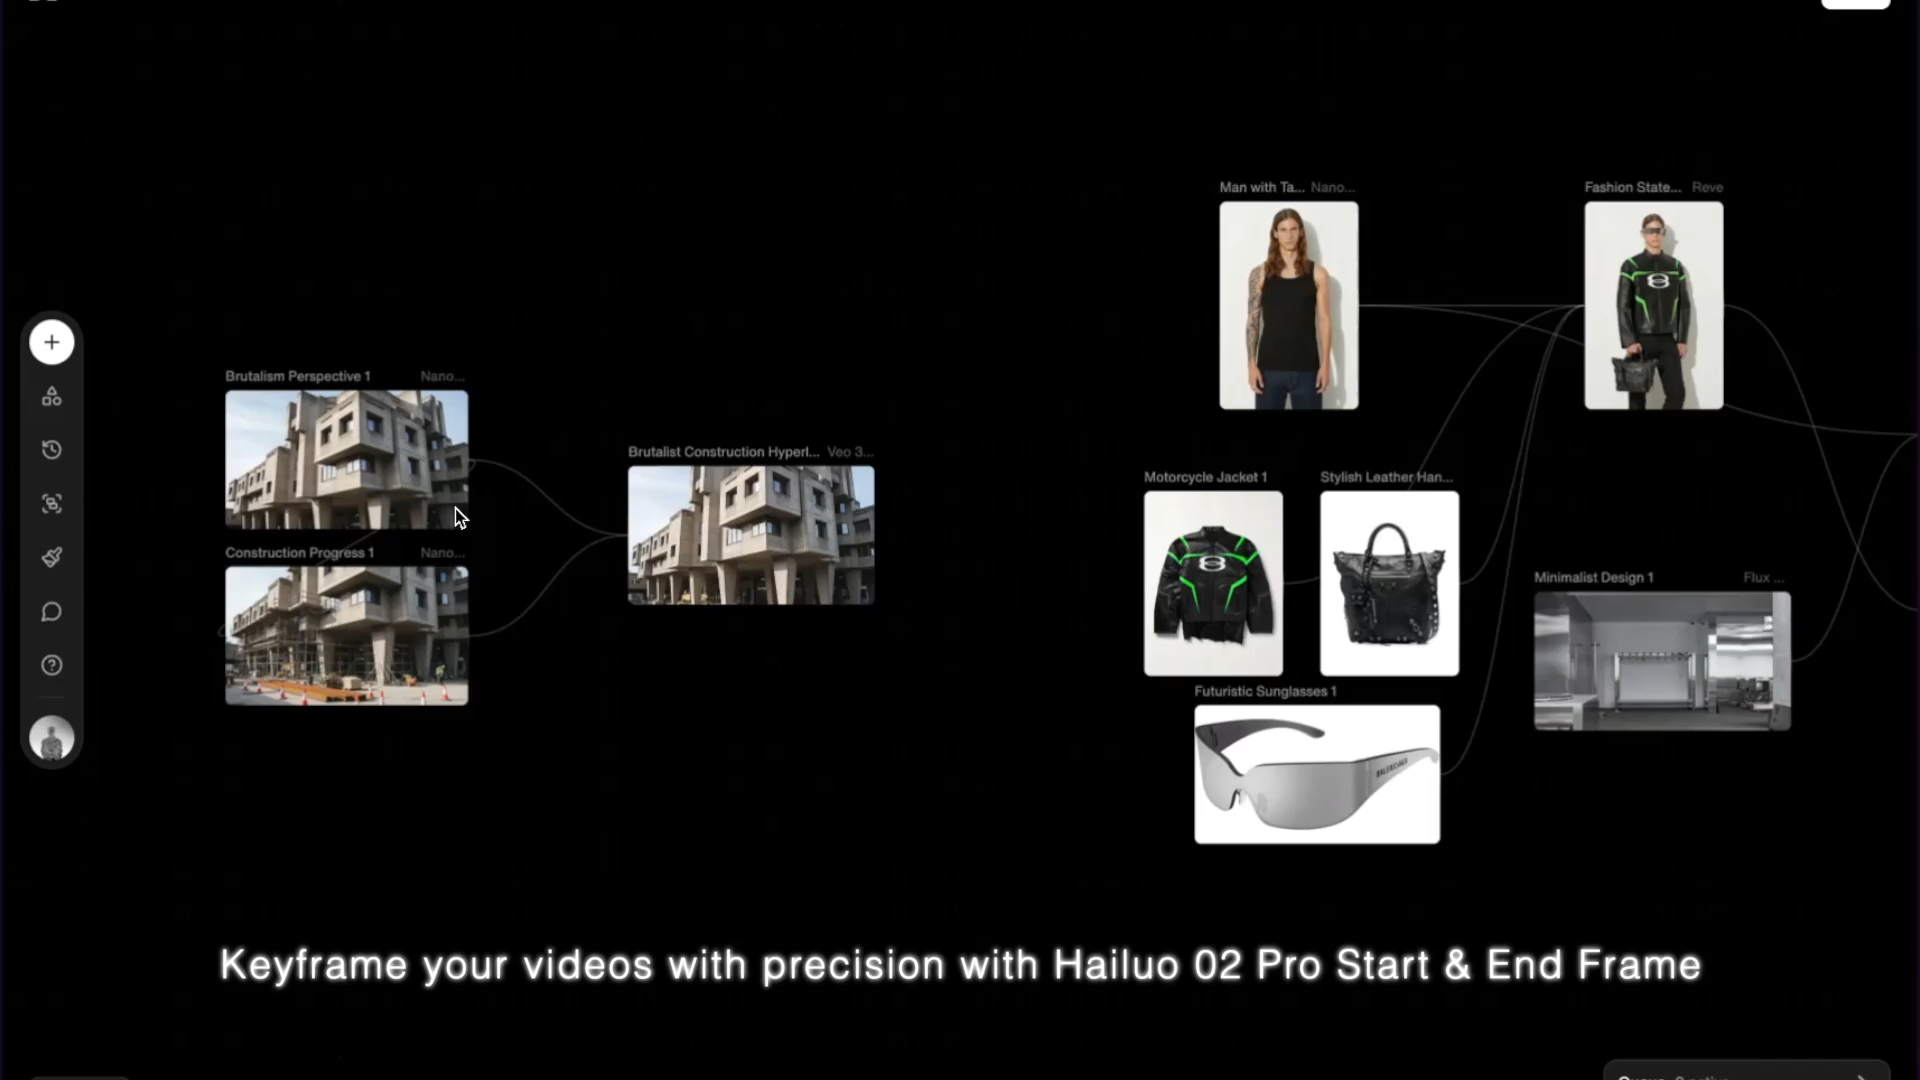 Man with Ta... Nano...
Fashion State... Reve
Brutalism Perspective 1 Nano...
Brutalist Construction Hyperl... Veo 3...
Motorcycle Jacket 1
Stylish Leather Han...
Construction Progress 1 Nano...
Minimalist Design 1 Flux ...
Futuristic Sunglasses 1
BALENCIAGA
Keyframe your videos with precision with Hailuo 02 Pro Start & End Frame